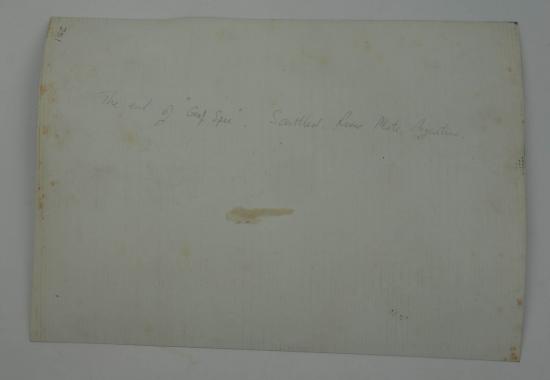 The end of "Graf Spee". Scuttled. River Plate, Argentina.